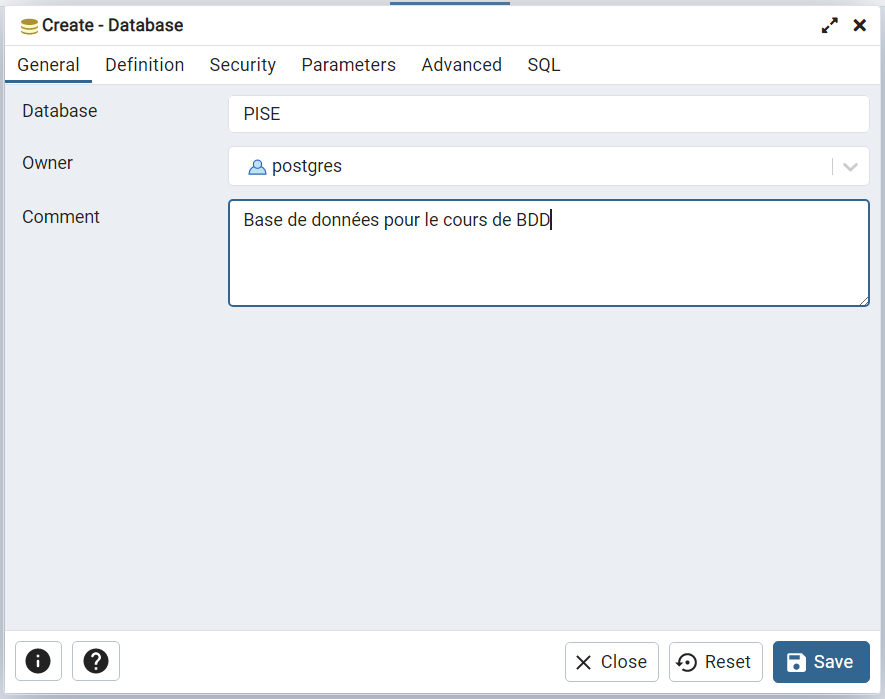 Create - Database
General Definition Security Parameters Advanced SQL
Database PISE
Owner postgres
Comment Base de données pour le cours de BDD
Close Reset Save